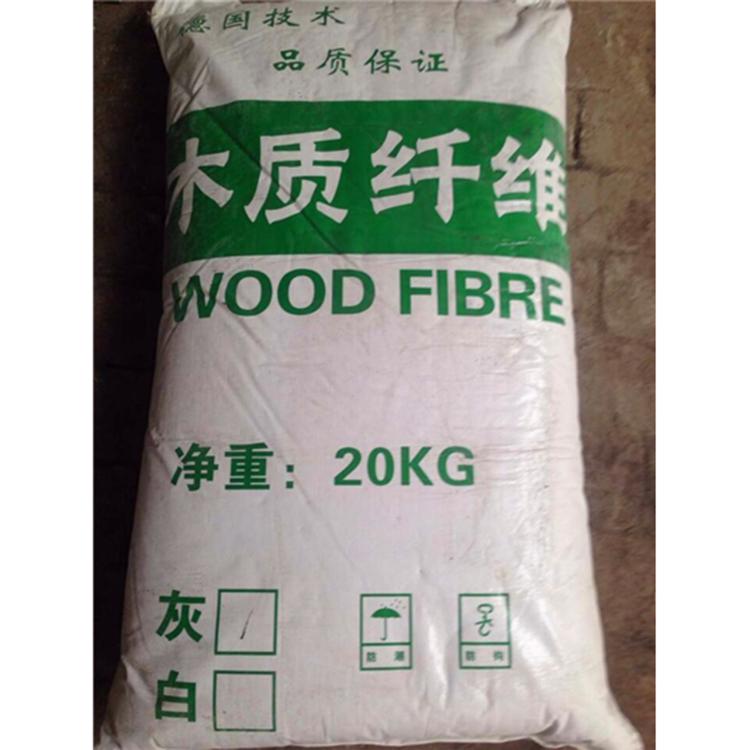 德国技术
品质保证
木质纤维
WOOD FIBRE
净重：20KG
灰
防潮 防钩
白